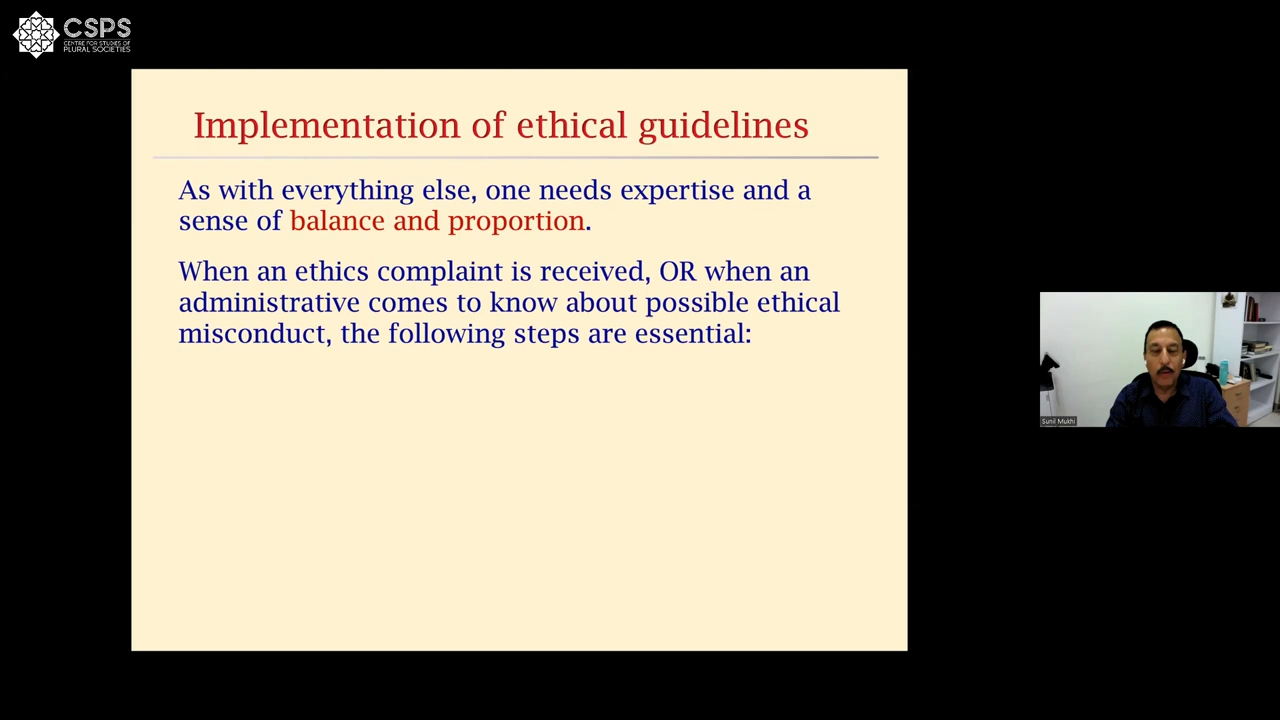 CSPS
CENTRE FOR STUDIES OF
PLURAL SOCIETIES
Implementation of ethical guidelines
As with everything else, one needs expertise and a
sense of balance and proportion.
When an ethics complaint is received, OR when an
administrative comes to know about possible ethical
misconduct, the following steps are essential:
Sunil Mukhi